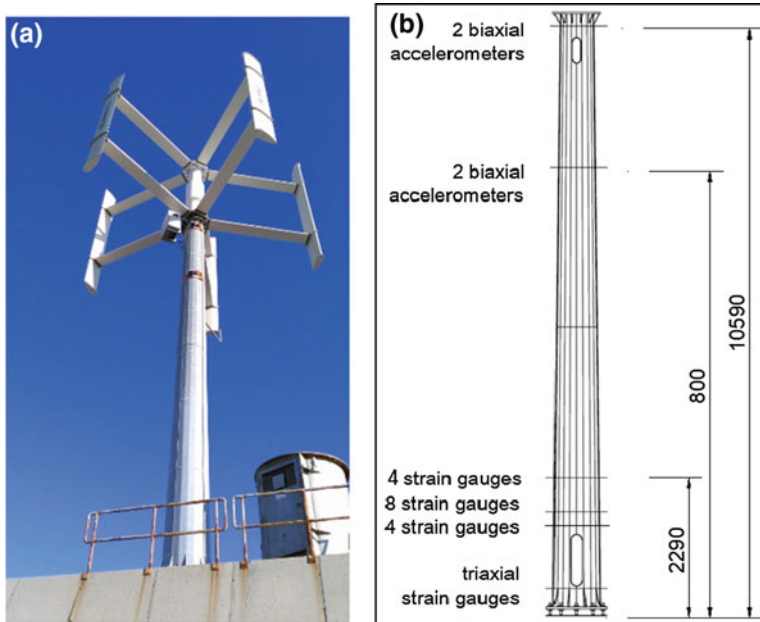 (a)
(b)
2 biaxial
accelerometers
2 biaxial
accelerometers
10590
800
4 strain gauges
8 strain gauges
4 strain gauges
2290
triaxial
strain gauges